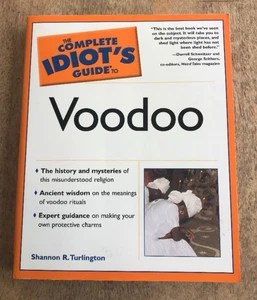 THE COMPLETE
IDIOT'S
GUIDE TO
"This is the best book we've seen
on the subject. It will take you to
dark and mysterious places, and
shed light where light has not
been shed before."
—Darrell Schweitzer and
George Scithers,
co-editors, Weird Tales magazine
Voodoo
The history and mysteries of
this misunderstood religion
Ancient wisdom on the meanings
of voodoo rituals
Expert guidance on making your
own protective charms
Shannon R. Turlington